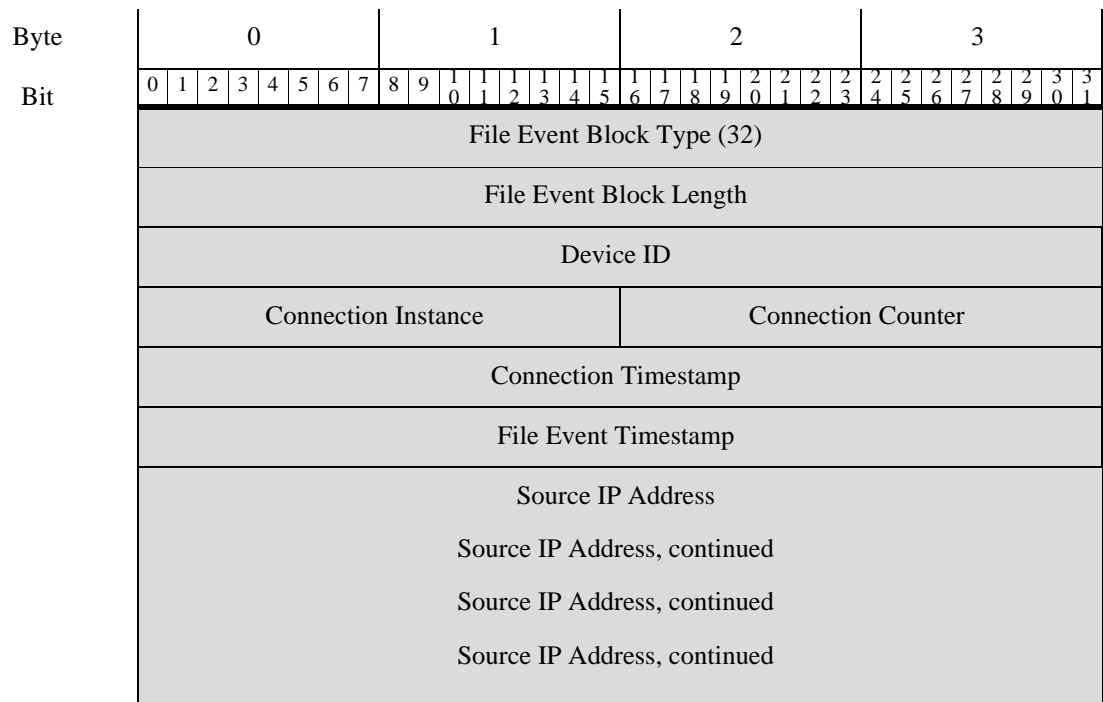 Byte 0 1 2 3
Bit 0 1 2 3 4 5 6 7 8 9 10 11 12 13 14 15 16 17 18 19 20 21 22 23 24 25 26 27 28 29 30 31
File Event Block Type (32)
File Event Block Length
Device ID
Connection Instance Connection Counter
Connection Timestamp
File Event Timestamp
Source IP Address
Source IP Address, continued
Source IP Address, continued
Source IP Address, continued